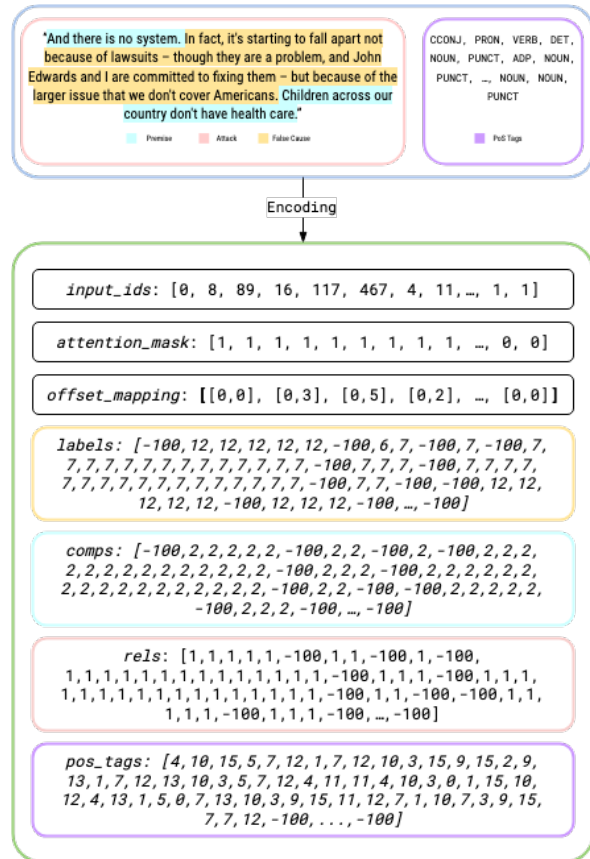 "And there is no system. In fact, it's starting to fall apart not
because of lawsuits – though they are a problem, and John
Edwards and I are committed to fixing them – but because of the
larger issue that we don't cover Americans. Children across our
country don't have health care."
Premise Attack False Cause
CCONJ, PRON, VERB, DET,
NOUN, PUNCT, ADP, NOUN,
PUNCT, …, NOUN, NOUN,
PUNCT
PoS Tags
Encoding
input_ids: [0, 8, 89, 16, 117, 467, 4, 11,…, 1, 1]
attention_mask: [1, 1, 1, 1, 1, 1, 1, 1, 1, …, 0, 0]
offset_mapping: [[0,0], [0,3], [0,5], [0,2], …, [0,0]]
labels: [-100,12,12,12,12,12,-100,6,7,-100,7,-100,7,
7,7,7,7,7,7,7,7,7,7,7,7,7,-100,7,7,7,-100,7,7,7,7,
7,7,7,7,7,7,7,7,7,7,7,7,7,-100,7,7,-100,-100,12,12,
12,12,12,-100,12,12,12,-100,…,-100]
comps: [-100,2,2,2,2,2,-100,2,2,-100,2,-100,2,2,2,
2,2,2,2,2,2,2,2,2,2,2,-100,2,2,2,-100,2,2,2,2,2,2,
2,2,2,2,2,2,2,2,2,2,2,-100,2,2,-100,-100,2,2,2,2,2,
-100,2,2,2,-100,…,-100]
rels: [1,1,1,1,1,-100,1,1,-100,1,-100,
1,1,1,1,1,1,1,1,1,1,1,1,1,1,-100,1,1,1,-100,1,1,1,
1,1,1,1,1,1,1,1,1,1,1,1,1,1,-100,1,1,-100,-100,1,1,
1,1,1,-100,1,1,1,-100,…,-100]
pos_tags: [4,10,15,5,7,12,1,7,12,10,3,15,9,15,2,9,
13,1,7,12,13,10,3,5,7,12,4,11,11,4,10,3,0,1,15,10,
12,4,13,1,5,0,7,13,10,3,9,15,11,12,7,1,10,7,3,9,15,
7,7,12,-100,...,-100]